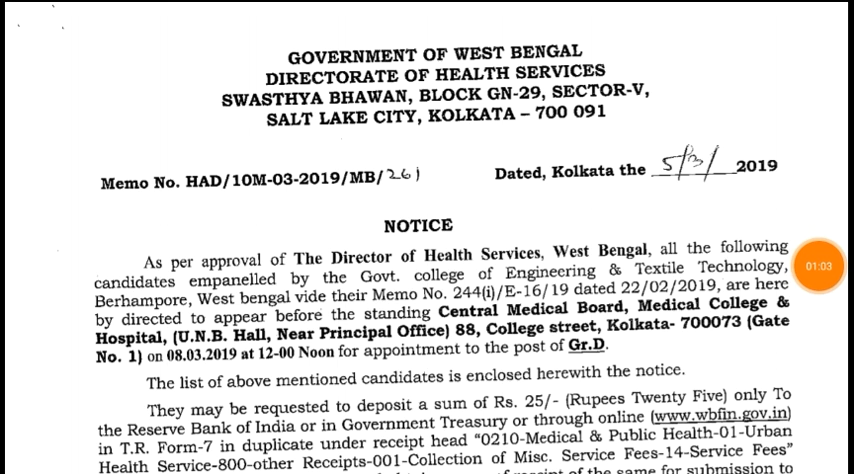 GOVERNMENT OF WEST BENGAL
DIRECTORATE OF HEALTH SERVICES
SWASTHYA BHAWAN, BLOCK GN-29, SECTOR-V,
SALT LAKE CITY, KOLKATA – 700 091
Memo No. HAD/10M-03-2019/MB/261 Dated, Kolkata the 5/3/ 2019
NOTICE
As per approval of The Director of Health Services, West Bengal, all the following
candidates empanelled by the Govt. college of Engineering & Textile Technology,
Berhampore, West bengal vide their Memo No. 244(i)/E-16/19 dated 22/02/2019, are here
by directed to appear before the standing Central Medical Board, Medical College &
Hospital, (U.N.B. Hall, Near Principal Office) 88, College street, Kolkata- 700073 (Gate
No. 1) on 08.03.2019 at 12-00 Noon for appointment to the post of Gr.D.
The list of above mentioned candidates is enclosed herewith the notice.
They may be requested to deposit a sum of Rs. 25/- (Rupees Twenty Five) only To
the Reserve Bank of India or in Government Treasury or through online (www.wbfin.gov.in)
in T.R. Form-7 in duplicate under receipt head "0210-Medical & Public Health-01-Urban
Health Service-800-other Receipts-001-Collection of Misc. Service Fees-14-Service Fees"
of the same for submission to
01:03